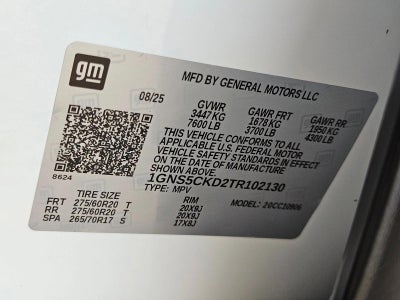 gm
MFD BY GENERAL MOTORS LLC
08/25 GVWR GAWR FRT GAWR RR
3447 KG 1678 KG 1950 KG
7600 LB 3700 LB 4300 LB
THIS VEHICLE CONFORMS TO ALL
APPLICABLE U.S. FEDERAL MOTOR
VEHICLE SAFETY STANDARDS IN EFFECT
ON THE DATE OF MANUFACTURE
SHOWN ABOVE.
8624 1GNS5CKD2TR102130
TYPE: MPV MODEL: 2GCC10906
TIRE SIZE RIM
FRT 275/60R20 T 20X9J
RR 275/60R20 T 20X9J
SPA 265/70R17 S 17X8J